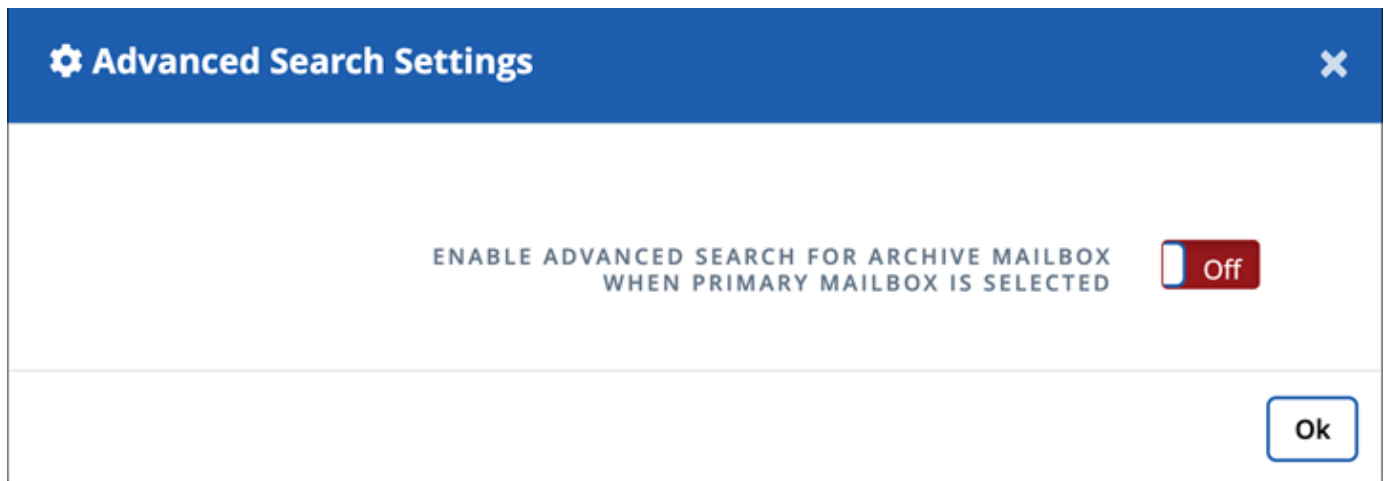 Advanced Search Settings
ENABLE ADVANCED SEARCH FOR ARCHIVE MAILBOX
WHEN PRIMARY MAILBOX IS SELECTED
Off
Ok